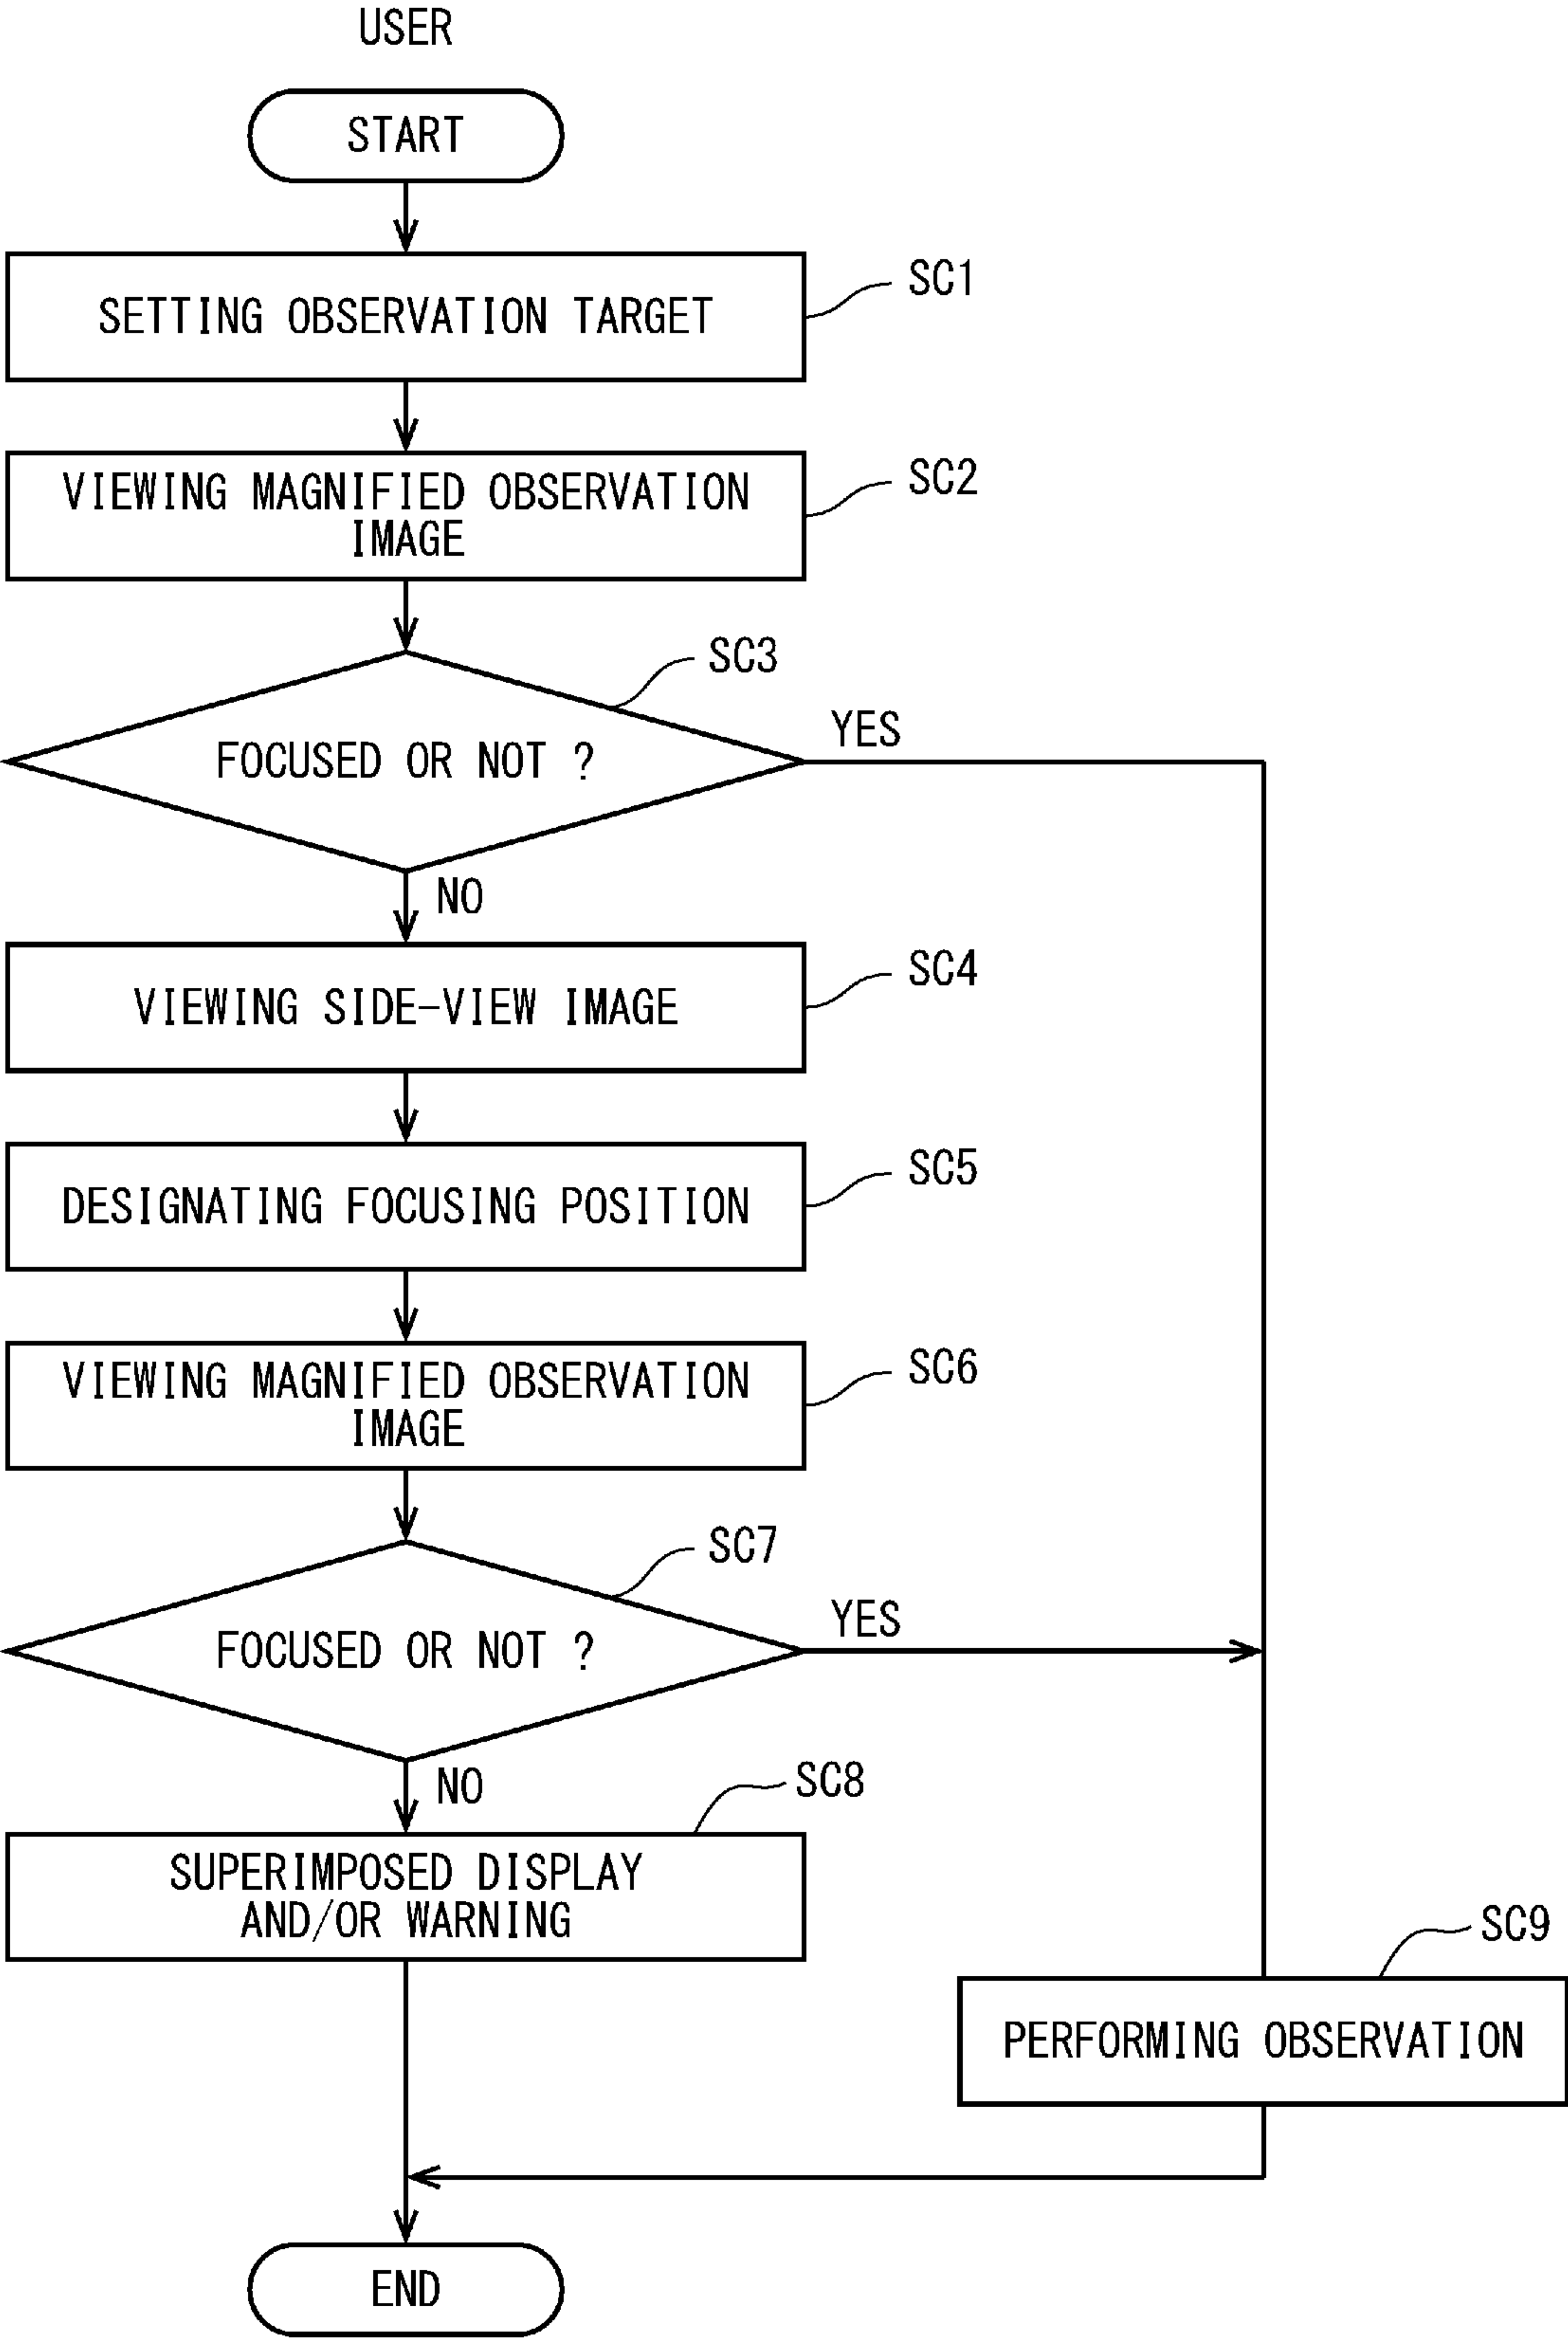 USER
START
SETTING OBSERVATION TARGET
SC1
VIEWING MAGNIFIED OBSERVATION
IMAGE
SC2
SC3
FOCUSED OR NOT ?
YES
NO
VIEWING SIDE-VIEW IMAGE
SC4
DESIGNATING FOCUSING POSITION
SC5
VIEWING MAGNIFIED OBSERVATION
IMAGE
SC6
SC7
FOCUSED OR NOT ?
YES
NO
SC8
SUPERIMPOSED DISPLAY
AND/OR WARNING
SC9
PERFORMING OBSERVATION
END